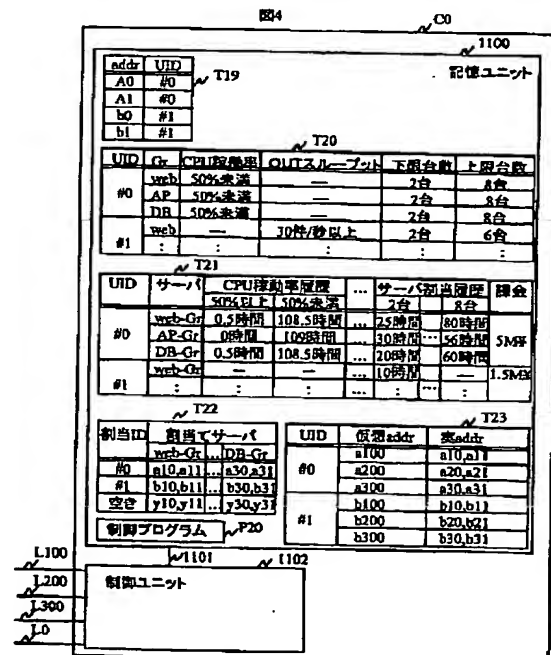 図4
C0
1100
記憶ユニット
addr UID
A0 #0
A1 #0
b0 #1
b1 #1
T19
T20
UID Gr CPU稼働率 OUTスループット 下限台数 上限台数
#0 web 50%未満 — 2台 8台
AP 50%未満 — 2台 8台
DB 50%未満 — 2台 8台
#1 web — 30件/秒以上 2台 6台
: : : : :
T21
UID サーバ CPU稼動率履歴 ... サーバ割当履歴 課金
50%以上 50%未満 2台 8台
#0 web-Gr 0.5時間 108.5時間 ... 25時間 ... 80時間 5M¥
AP-Gr 0時間 109時間 ... 30時間 ... 56時間
DB-Gr 0.5時間 108.5時間 ... 20時間 60時間
#1 web-Gr — — ... 10時間 — 1.5M¥
: : : ... : ... :
T22
割当ID 割当てサーバ
web-Gr ... DB-Gr
#0 a10,a11 ... a30,a31
#1 b10,b11 ... b30,b31
空き y10,y11 ... y30,y31
T23
UID 仮想addr 実addr
#0 a100 a10,a11
a200 a20,a21
a300 a30,a31
#1 b100 b10,b11
b200 b20,b21
b300 b30,b31
制御プログラム
P20
L100
1101
1102
制御ユニット
L200
L300
L0